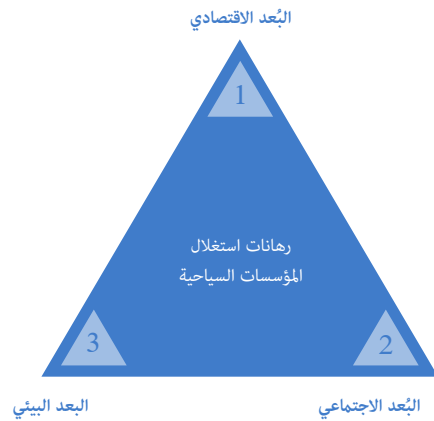 البُعد الاقتصادي
1
رهانات استغلال
المؤسسات السياحية
3
2
البُعد الاجتماعي
البعد البيئي